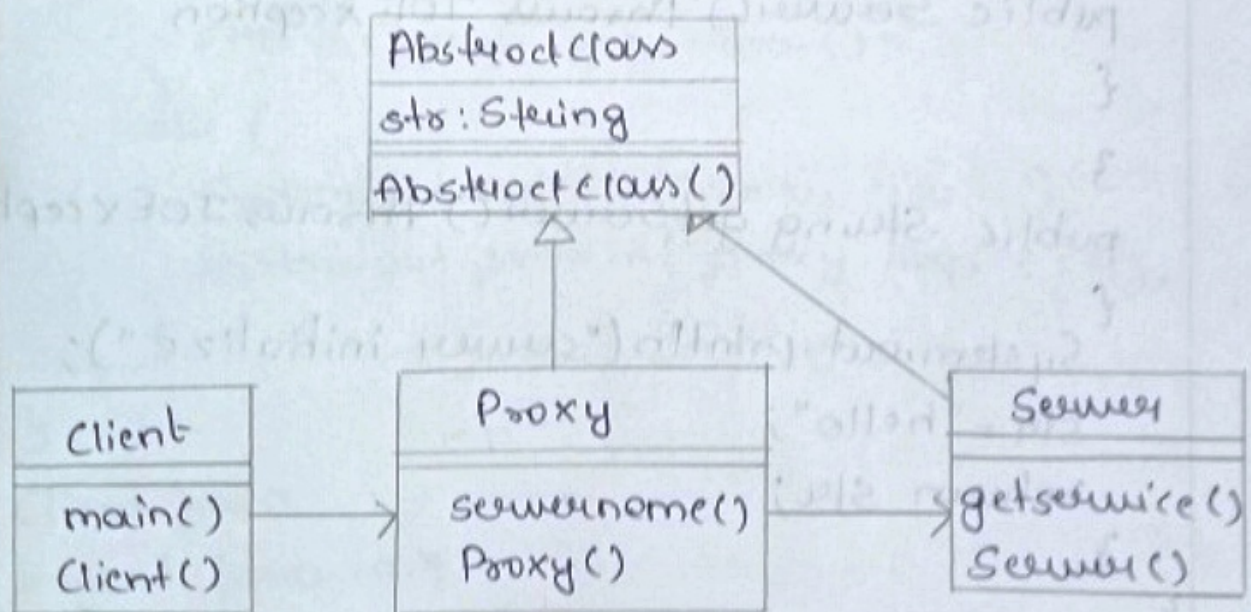 AbstractClass
str: String
AbstractClass()
Client
main()
Client()
Proxy
servername()
Proxy()
Server
getservice()
Server()